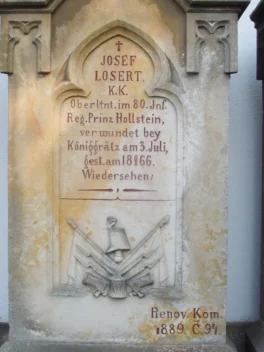 JOSEF
LOSERT.
K.K.
Oberltnt. im 80. Inf.
Reg. Prinz Hollstein,
verwundet bey
Königgrätz am 3. Juli,
gest. am 1866.
Wiedersehen
Renov. Kom.
1889. Č. 94